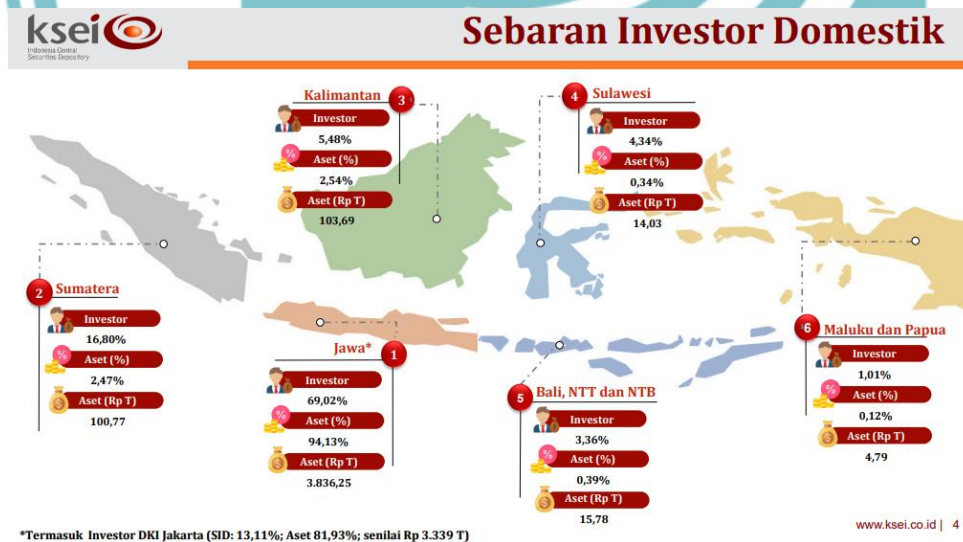 ksei
Indonesia Central
Securities Depository
Sebaran Investor Domestik
Kalimantan
3
Investor
5,48%
%
Aset (%)
2,54%
Aset (Rp T)
103,69
4
Sulawesi
Investor
4,34%
%
Aset (%)
0,34%
Aset (Rp T)
14,03
2
Sumatera
Investor
16,80%
%
Aset (%)
2,47%
Aset (Rp T)
100,77
Jawa*
1
Investor
69,02%
%
Aset (%)
94,13%
Aset (Rp T)
3.836,25
5
Bali, NTT dan NTB
Investor
3,36%
%
Aset (%)
0,39%
Aset (Rp T)
15,78
6
Maluku dan Papua
Investor
1,01%
%
Aset (%)
0,12%
Aset (Rp T)
4,79
*Termasuk Investor DKI Jakarta (SID: 13,11%; Aset 81,93%; senilai Rp 3.339 T)
www.ksei.co.id | 4